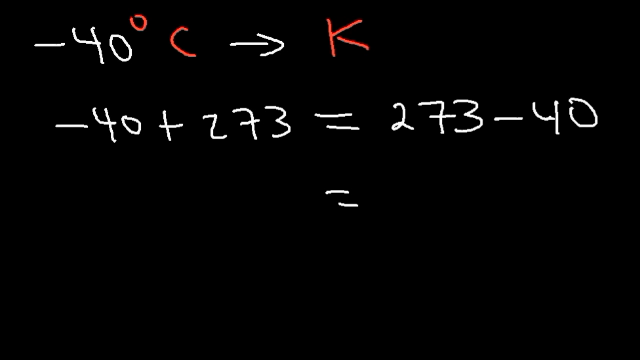 -40° C → K
-40 + 273 = 273 - 40
=